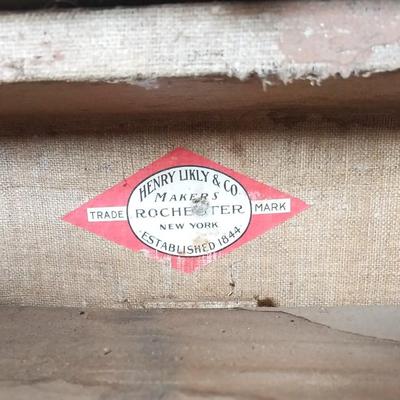 HENRY LIKLY & CO.
MAKERS
TRADE ROCHESTER MARK
NEW YORK
ESTABLISHED 1844